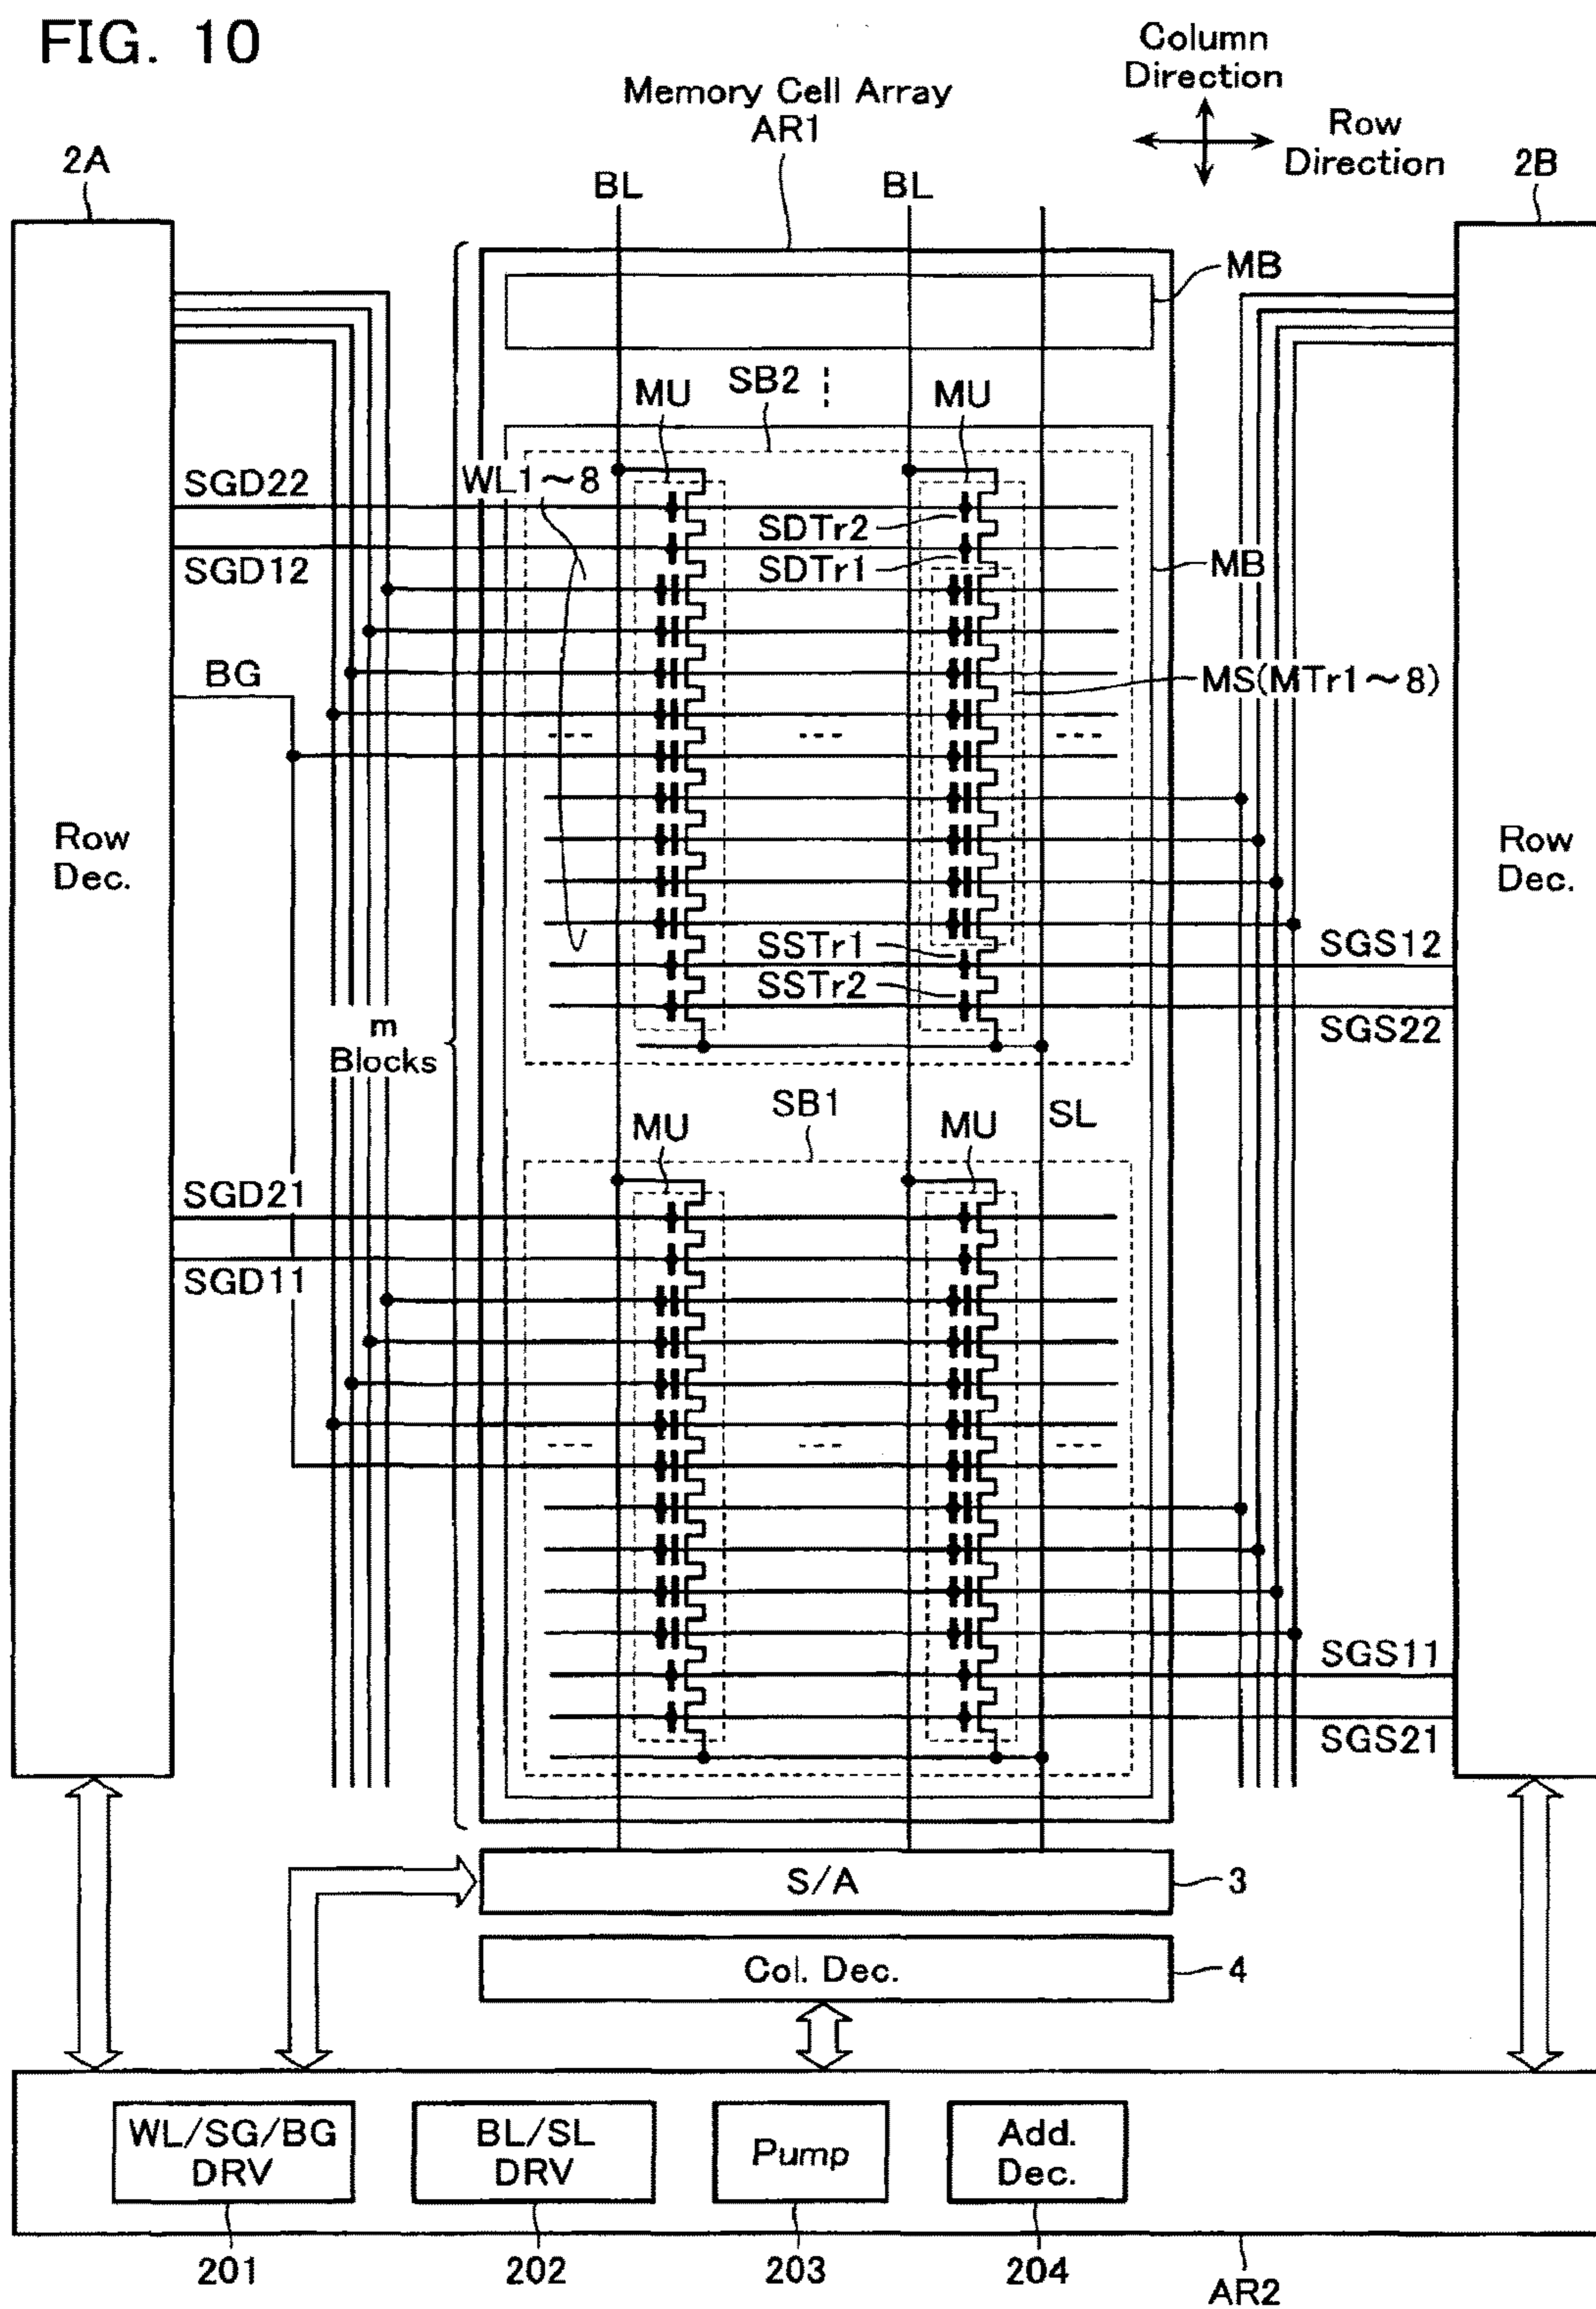 FIG. 10
Column
Direction
Row
Direction
Memory Cell Array
AR1
2A
2B
BL
BL
MB
SB2
MU
MU
SGD22
WL1~8
SDTr2
SGD12
SDTr1
MB
BG
MS(MTr1~8)
Row
Dec.
Row
Dec.
SSTr1
SGS12
SSTr2
SGS22
m
Blocks
SB1
SL
MU
MU
SGD21
SGD11
SGS11
SGS21
S/A
3
Col. Dec.
4
WL/SG/BG
DRV
BL/SL
DRV
Pump
Add.
Dec.
201
202
203
204
AR2